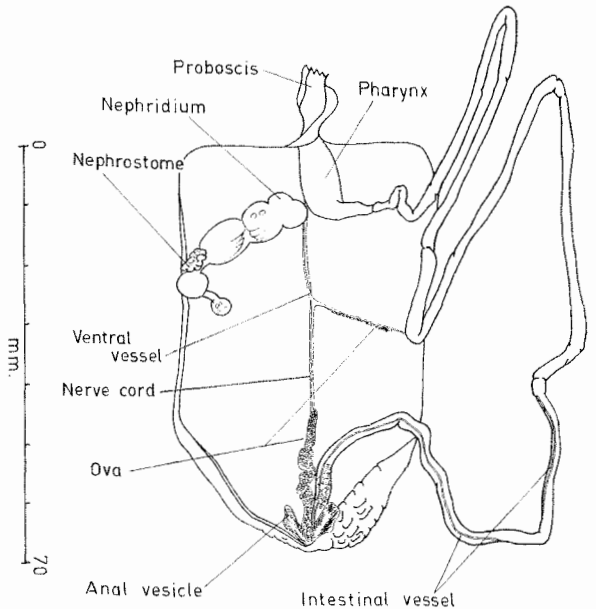 Proboscis
Pharynx
Nephridium
Nephrostome
0
Ventral
vessel
mm.
Nerve cord
Ova
70
Anal vesicle
Intestinal vessel